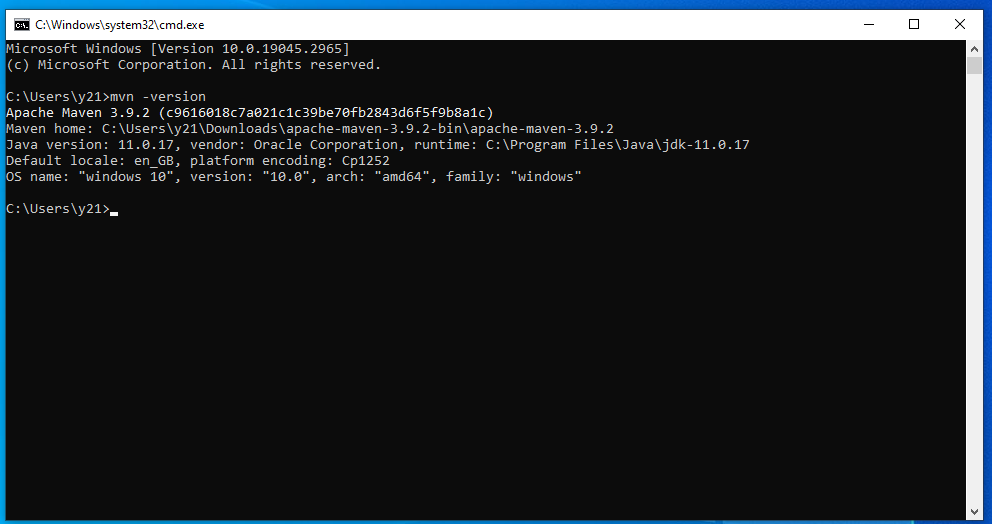 C:\Windows\system32\cmd.exe
Microsoft Windows [Version 10.0.19045.2965]
(c) Microsoft Corporation. All rights reserved.
C:\Users\y21>mvn -version
Apache Maven 3.9.2 (c9616018c7a021c1c39be70fb2843d6f5f9b8a1c)
Maven home: C:\Users\y21\Downloads\apache-maven-3.9.2-bin\apache-maven-3.9.2
Java version: 11.0.17, vendor: Oracle Corporation, runtime: C:\Program Files\Java\jdk-11.0.17
Default locale: en_GB, platform encoding: Cp1252
OS name: "windows 10", version: "10.0", arch: "amd64", family: "windows"
C:\Users\y21>